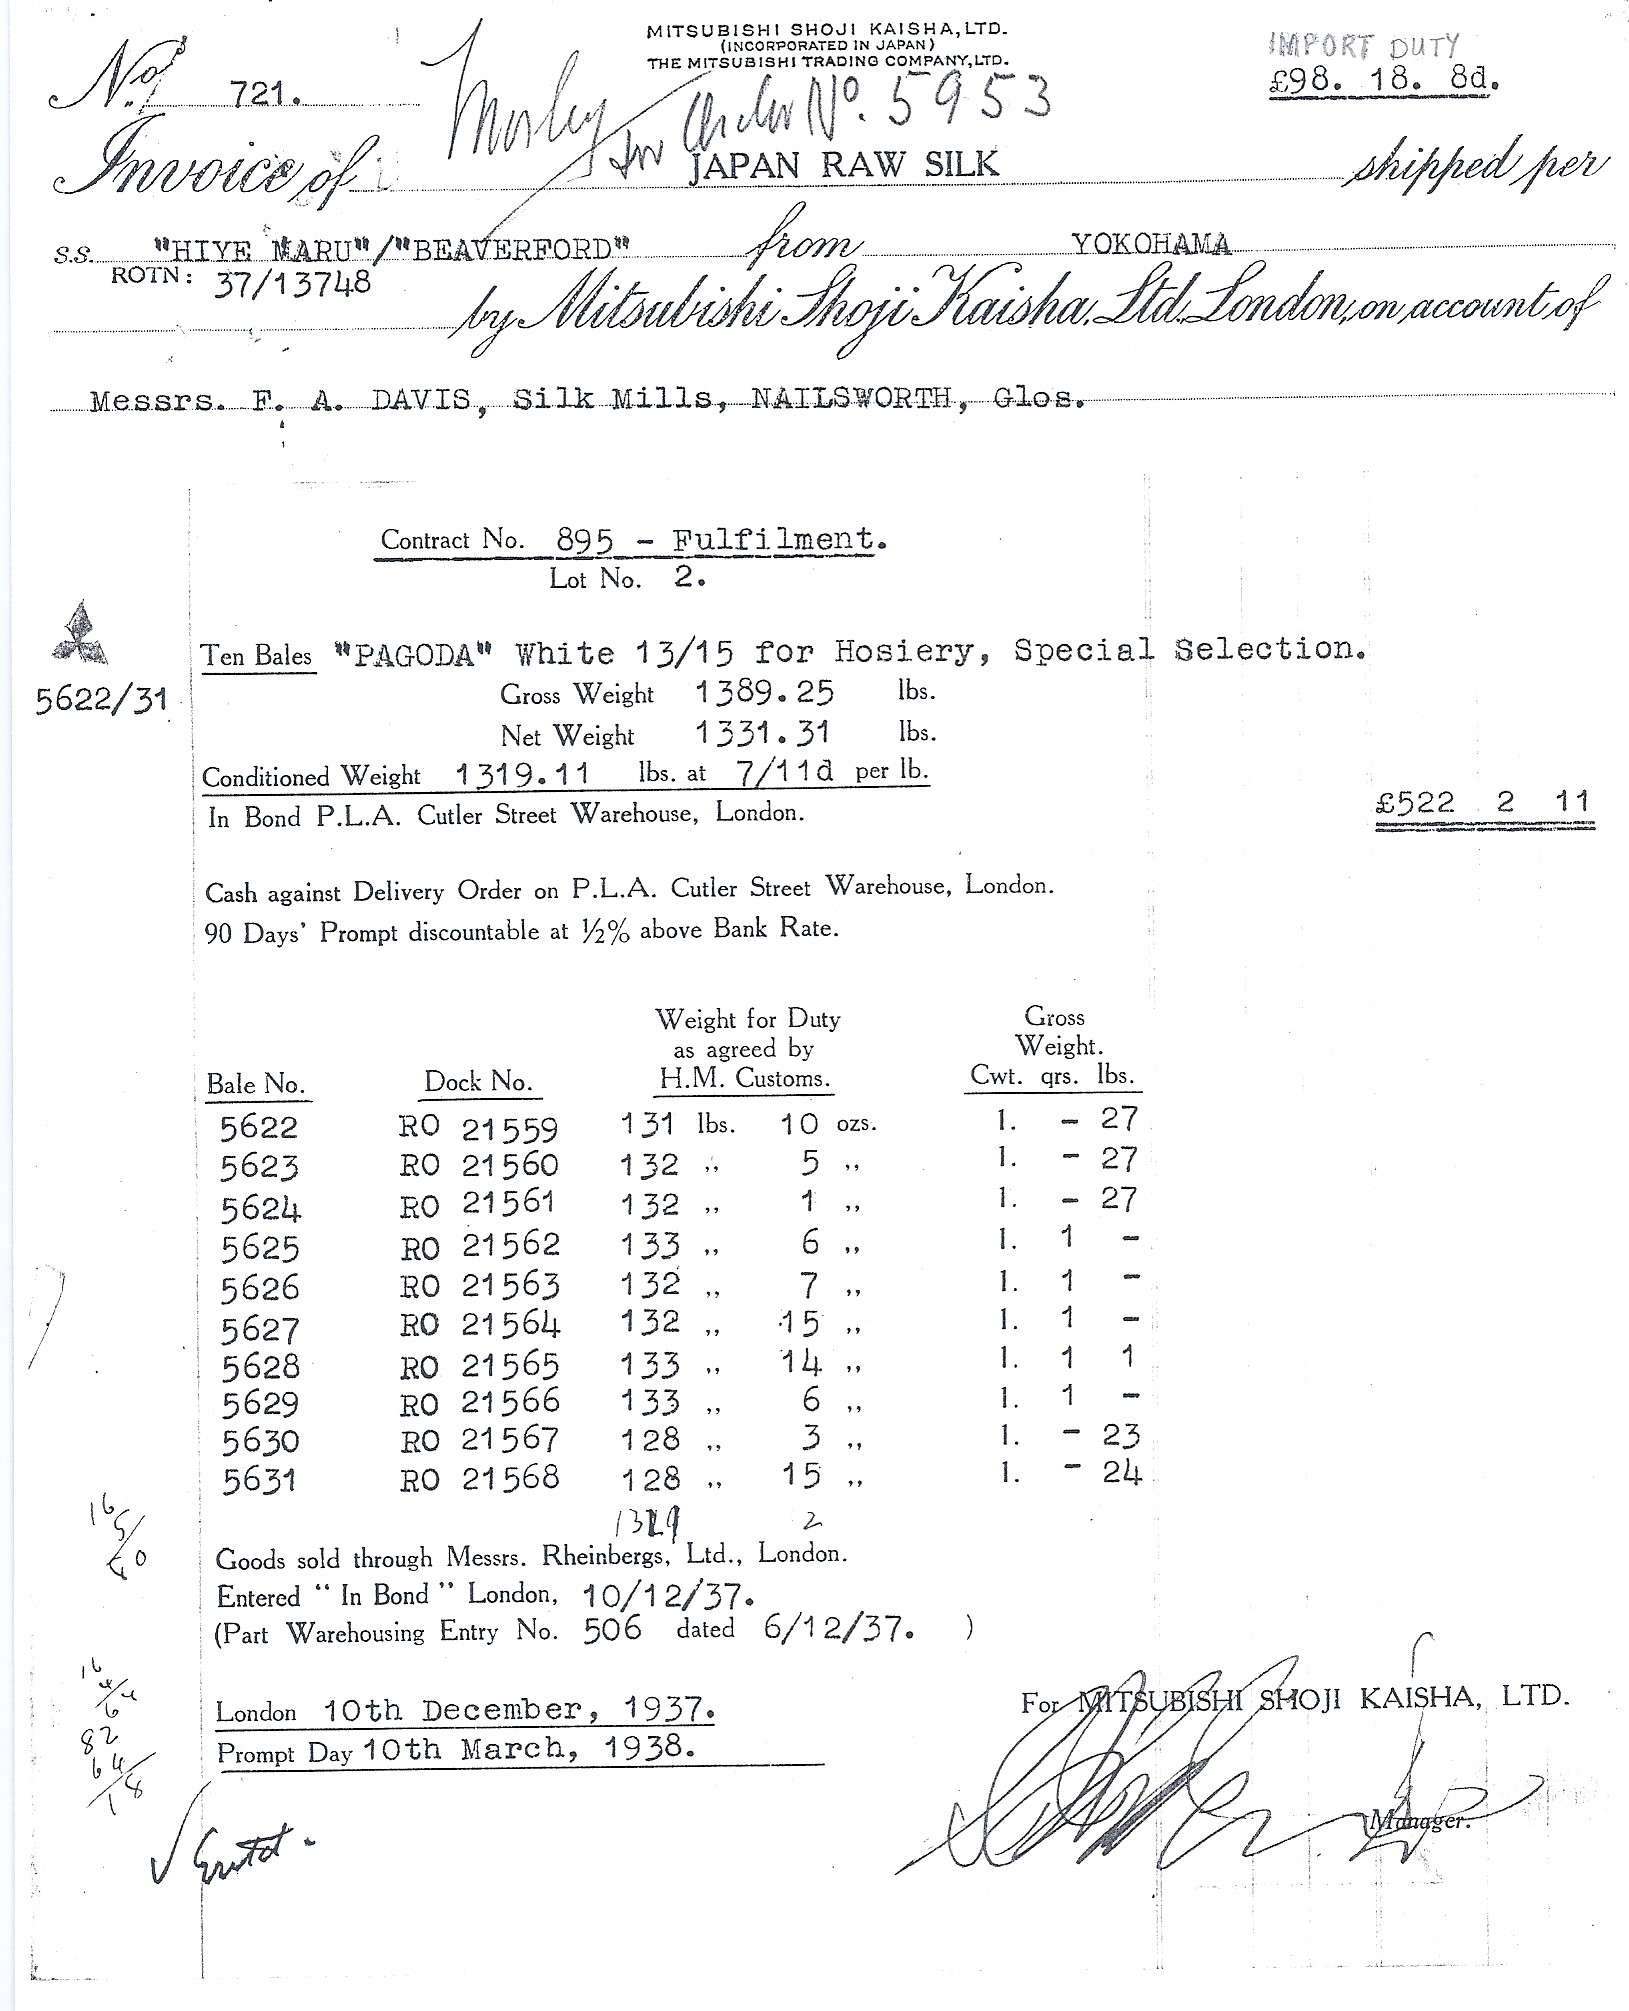 MITSUBISHI SHOJI KAISHA, LTD.
(INCORPORATED IN JAPAN)
THE MITSUBISHI TRADING COMPANY, LTD.
IMPORT DUTY
£98. 18. 8d.
No. 721.
Morley for Order No. 5953
Invoice of JAPAN RAW SILK shipped per
s.s. "HIYE MARU"/"BEAVERFORD" from YOKOHAMA
ROTN: 37/13748
by Mitsubishi Shoji Kaisha, Ltd. London, on account of
Messrs. F. A. DAVIS, Silk Mills, NAILSWORTH, Glos.
Contract No. 895 - Fulfilment.
Lot No. 2.
Ten Bales "PAGODA" White 13/15 for Hosiery, Special Selection.
5622/31
Gross Weight 1389.25 lbs.
Net Weight 1331.31 lbs.
Conditioned Weight 1319.11 lbs. at 7/11d per lb.
£522 2 11
In Bond P.L.A. Cutler Street Warehouse, London.
Cash against Delivery Order on P.L.A. Cutler Street Warehouse, London.
90 Days' Prompt discountable at ½% above Bank Rate.
Weight for Duty Gross
as agreed by Weight.
Bale No. Dock No. H.M. Customs. Cwt. qrs. lbs.
5622 RO 21559 131 lbs. 10 ozs. 1. - 27
5623 RO 21560 132 ,, 5 ,, 1. - 27
5624 RO 21561 132 ,, 1 ,, 1. - 27
5625 RO 21562 133 ,, 6 ,, 1. 1 -
5626 RO 21563 132 ,, 7 ,, 1. 1 -
5627 RO 21564 132 ,, 15 ,, 1. 1 -
5628 RO 21565 133 ,, 14 ,, 1. 1 1
5629 RO 21566 133 ,, 6 ,, 1. 1 -
5630 RO 21567 128 ,, 3 ,, 1. - 23
5631 RO 21568 128 ,, 15 ,, 1. - 24
2
16
5
Goods sold through Messrs. Rheinbergs, Ltd., London.
Entered "In Bond" London, 10/12/37.
(Part Warehousing Entry No. 506 dated 6/12/37. )
16
4
64
82
64
18
London 10th December, 1937.
Prompt Day 10th March, 1938.
For MITSUBISHI SHOJI KAISHA, LTD.
Manager.